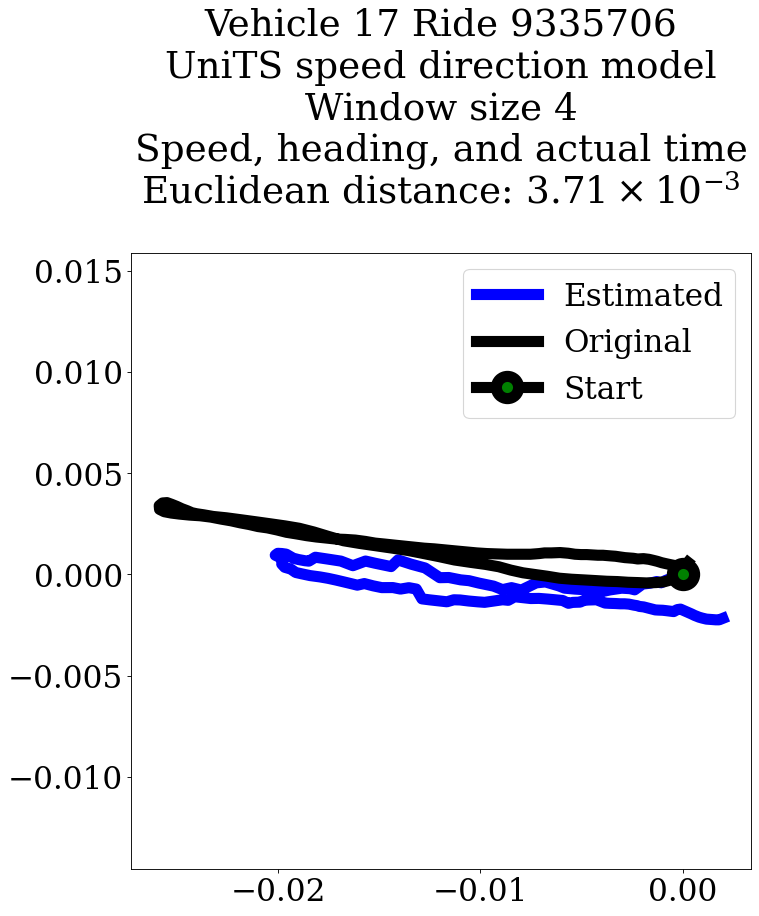 Vehicle 17 Ride 9335706
UniTS speed direction model
Window size 4
Speed, heading, and actual time
Euclidean distance: 3.71 × 10⁻³
Estimated
Original
Start
0.015
0.010
0.005
0.000
−0.005
−0.010
−0.02
−0.01
0.00